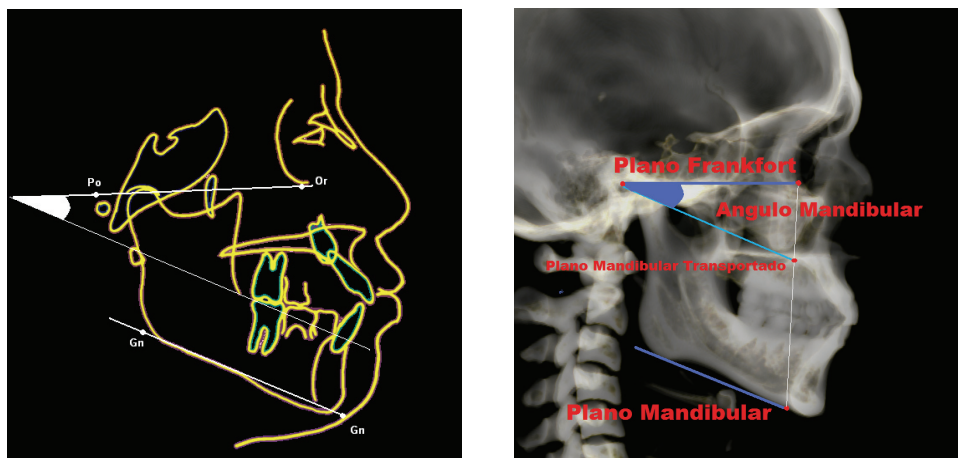 Po
Or
Gn
Gn
Plano Frankfort
Angulo Mandibular
Plano Mandibular Transportado
Plano Mandibular